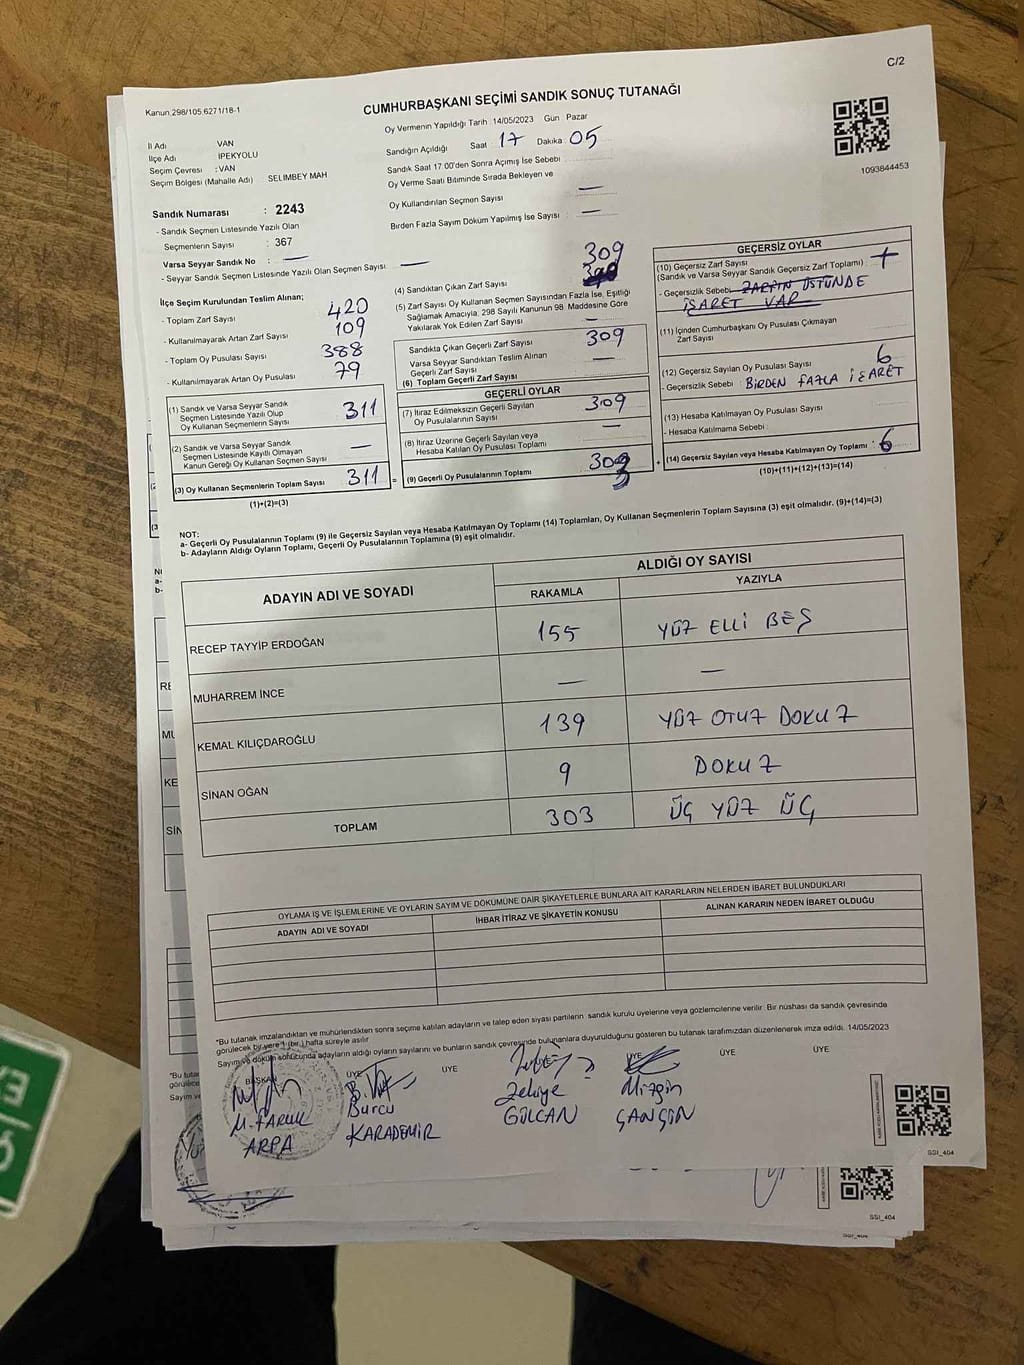 C/2
Kanun 298/105 6271/18-1
CUMHURBAŞKANI SEÇİMİ SANDIK SONUÇ TUTANAĞI
İl Adı VAN
İlçe Adı İPEKYOLU
Seçim Çevresi : VAN
Seçim Bölgesi (Mahalle Adı) SELIMBEY MAH
Sandık Numarası : 2243
- Sandık Seçmen Listesinde Yazılı Olan
Seçmenlerin Sayısı : 367
Varsa Seyyar Sandık No : —
- Seyyar Sandık Seçmen Listesinde Yazılı Olan Seçmen Sayısı: —
Oy Vermenin Yapıldığı Tarih 14/05/2023 Gün Pazar
Sandığın Açıldığı Saat 17 Dakika 05
Sandık Saat 17:00'den Sonra Açımış İse Sebebi
Oy Verme Saati Bitiminde Sırada Bekleyen ve
Oy Kullandırılan Seçmen Sayısı —
Birden Fazla Sayım Döküm Yapılmış İse Sayısı : —
1093844453
İlçe Seçim Kurulundan Teslim Alınan;
- Toplam Zarf Sayısı 420
- Kullanılmayarak Artan Zarf Sayısı 109
- Toplam Oy Pusulası Sayısı 388
- Kullanılmayarak Artan Oy Pusulası 79
(1) Sandık ve Varsa Seyyar Sandık
Seçmen Listesinde Yazılı Olup
Oy Kullanan Seçmenlerin Sayısı 311
(2) Sandık ve Varsa Seyyar Sandık
Seçmen Listesinde Kayıtlı Olmayan
Kanun Gereği Oy Kullanan Seçmen Sayısı —
(3) Oy Kullanan Seçmenlerin Toplam Sayısı 311
(1)+(2)=(3)
309
(4) Sandıktan Çıkan Zarf Sayısı
(5) Zarf Sayısı Oy Kullanan Seçmen Sayısından Fazla İse, Eşitliği
Sağlamak Amacıyla, 298 Sayılı Kanunun 98. Maddesine Göre
Yakılarak Yok Edilen Zarf Sayısı
Sandıkta Çıkan Geçerli Zarf Sayısı 309
Varsa Seyyar Sandıktan Teslim Alınan
Geçerli Zarf Sayısı —
(6) Toplam Geçerli Zarf Sayısı
GEÇERLİ OYLAR
(7) İtiraz Edilmeksizin Geçerli Sayılan
Oy Pusulalarının Sayısı 309
(8) İtiraz Üzerine Geçerli Sayılan veya
Hesaba Katılan Oy Pusulası Toplamı —
= (9) Geçerli Oy Pusulalarının Toplamı 303
3
GEÇERSİZ OYLAR
(10) Geçersiz Zarf Sayısı
(Sandık ve Varsa Seyyar Sandık Geçersiz Zarf Toplamı)
- Geçersizlik Sebebi ZARFIN ÜSTÜNDE
İŞARET VAR
(11) İçinden Cumhurbaşkanı Oy Pusulası Çıkmayan
Zarf Sayısı
(12) Geçersiz Sayılan Oy Pusulası Sayısı 6
- Geçersizlik Sebebi : BİRDEN FAZLA İŞARET
(13) Hesaba Katılmayan Oy Pusulası Sayısı
- Hesaba Katılmama Sebebi :
+ (14) Geçersiz Sayılan veya Hesaba Katılmayan Oy Toplamı : 6
(10)+(11)+(12)+(13)=(14)
NOT:
a- Geçerli Oy Pusulalarının Toplamı (9) ile Geçersiz Sayılan veya Hesaba Katılmayan Oy Toplamı (14) Toplamları, Oy Kullanan Seçmenlerin Toplam Sayısına (3) eşit olmalıdır. (9)+(14)=(3)
b- Adayların Aldığı Oyların Toplamı, Geçerli Oy Pusulalarının Toplamına (9) eşit olmalıdır.
ADAYIN ADI VE SOYADI ALDIĞI OY SAYISI
RAKAMLA YAZIYLA
RECEP TAYYİP ERDOĞAN 155 YÜZ ELLİ BEŞ
MUHARREM İNCE — —
KEMAL KILIÇDAROĞLU 139 YÜZ OTUZ DOKUZ
SİNAN OĞAN 9 DOKUZ
TOPLAM 303 ÜÇ YÜZ ÜÇ
OYLAMA İŞ VE İŞLEMLERİNE VE OYLARIN SAYIM VE DÖKÜMÜNE DAİR ŞİKAYETLERLE BUNLARA AİT KARARLARIN NELERDEN İBARET BULUNDUKLARI
ADAYIN ADI VE SOYADI İHBAR İTİRAZ VE ŞİKAYETİN KONUSU ALINAN KARARIN NEDEN İBARET OLDUĞU
*Bu tutanak imzalandıktan ve mühürlendikten sonra seçime katılan adayların ve talep eden siyasi partilerin sandık kurulu üyelerine veya gözlemcilerine verilir. Bir nüshası da sandık çevresinde
görülecek bir yere 1 (bir) hafta süreyle asılır
Sayım ve döküm sonucunda adayların aldığı oyların sayısını ve bunların sandık çevresinde bulunanlara duyurulduğunu gösteren bu tutanak tarafımızdan düzenlenerek imza edildi. 14/05/2023
BAŞKAN ÜYE ÜYE ÜYE ÜYE ÜYE ÜYE
M. FARUK ARPA
Burcu KARADEMİR
Zekiye GÜLCAN
Mizgin ŞANGÜN
SSI_404
SSI_404